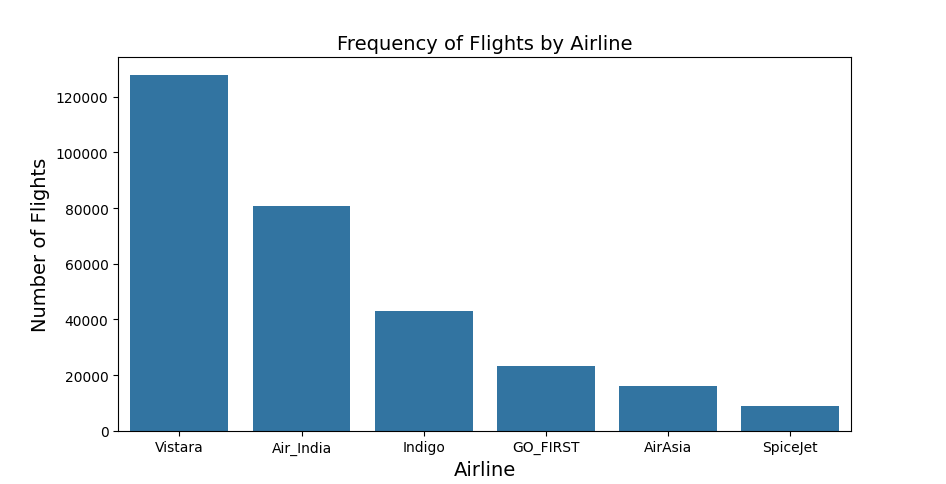 Frequency of Flights by Airline
Number of Flights
120000
100000
80000
60000
40000
20000
0
Vistara Air_India Indigo GO_FIRST AirAsia SpiceJet
Airline